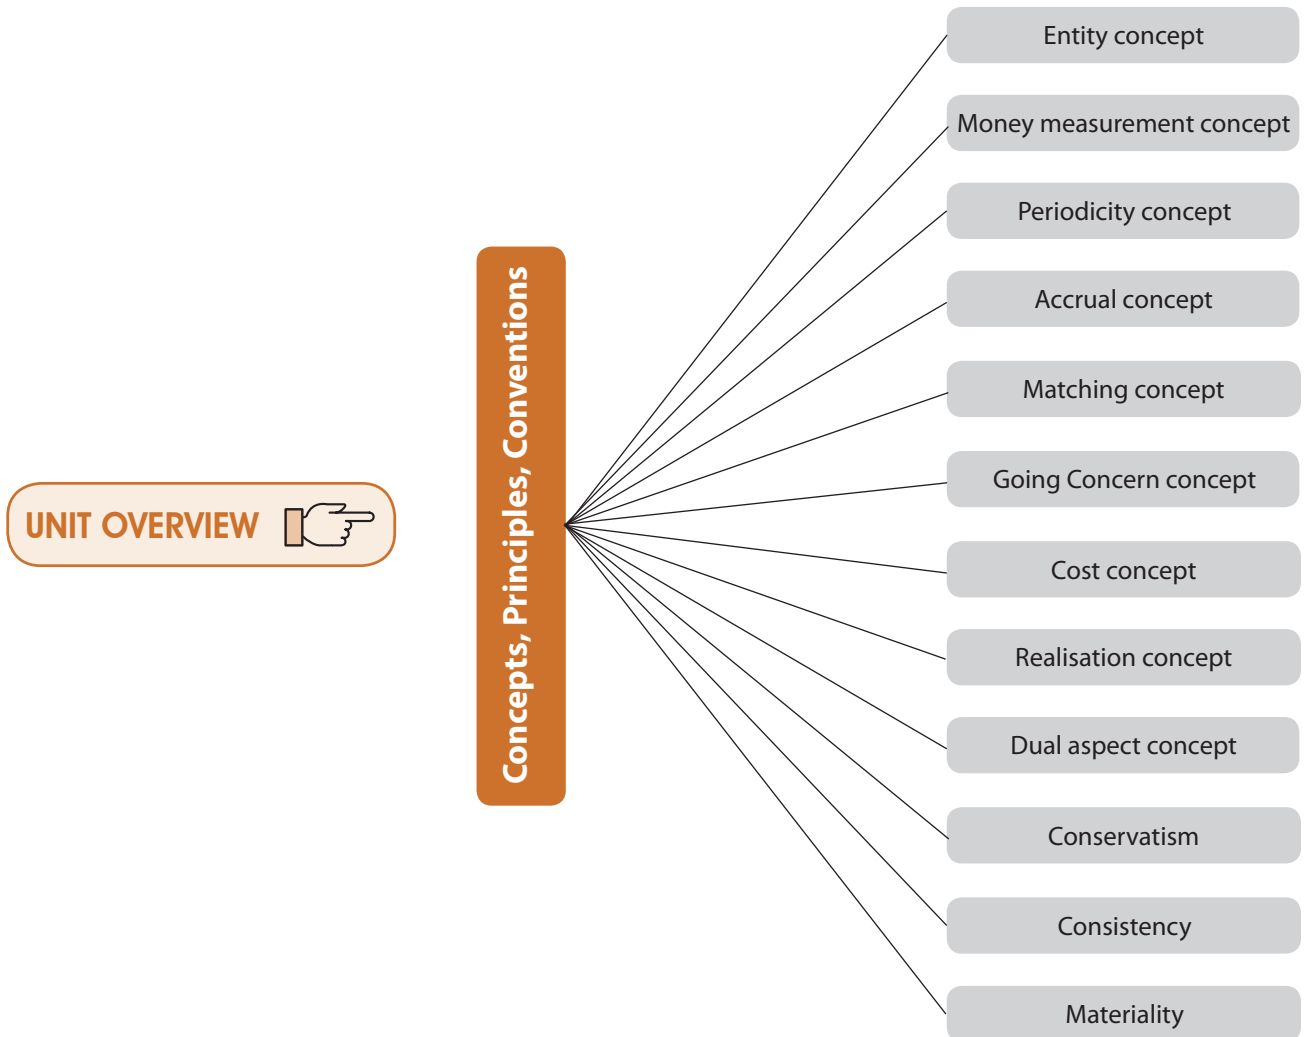 UNIT OVERVIEW
Concepts, Principles, Conventions
Entity concept
Money measurement concept
Periodicity concept
Accrual concept
Matching concept
Going Concern concept
Cost concept
Realisation concept
Dual aspect concept
Conservatism
Consistency
Materiality